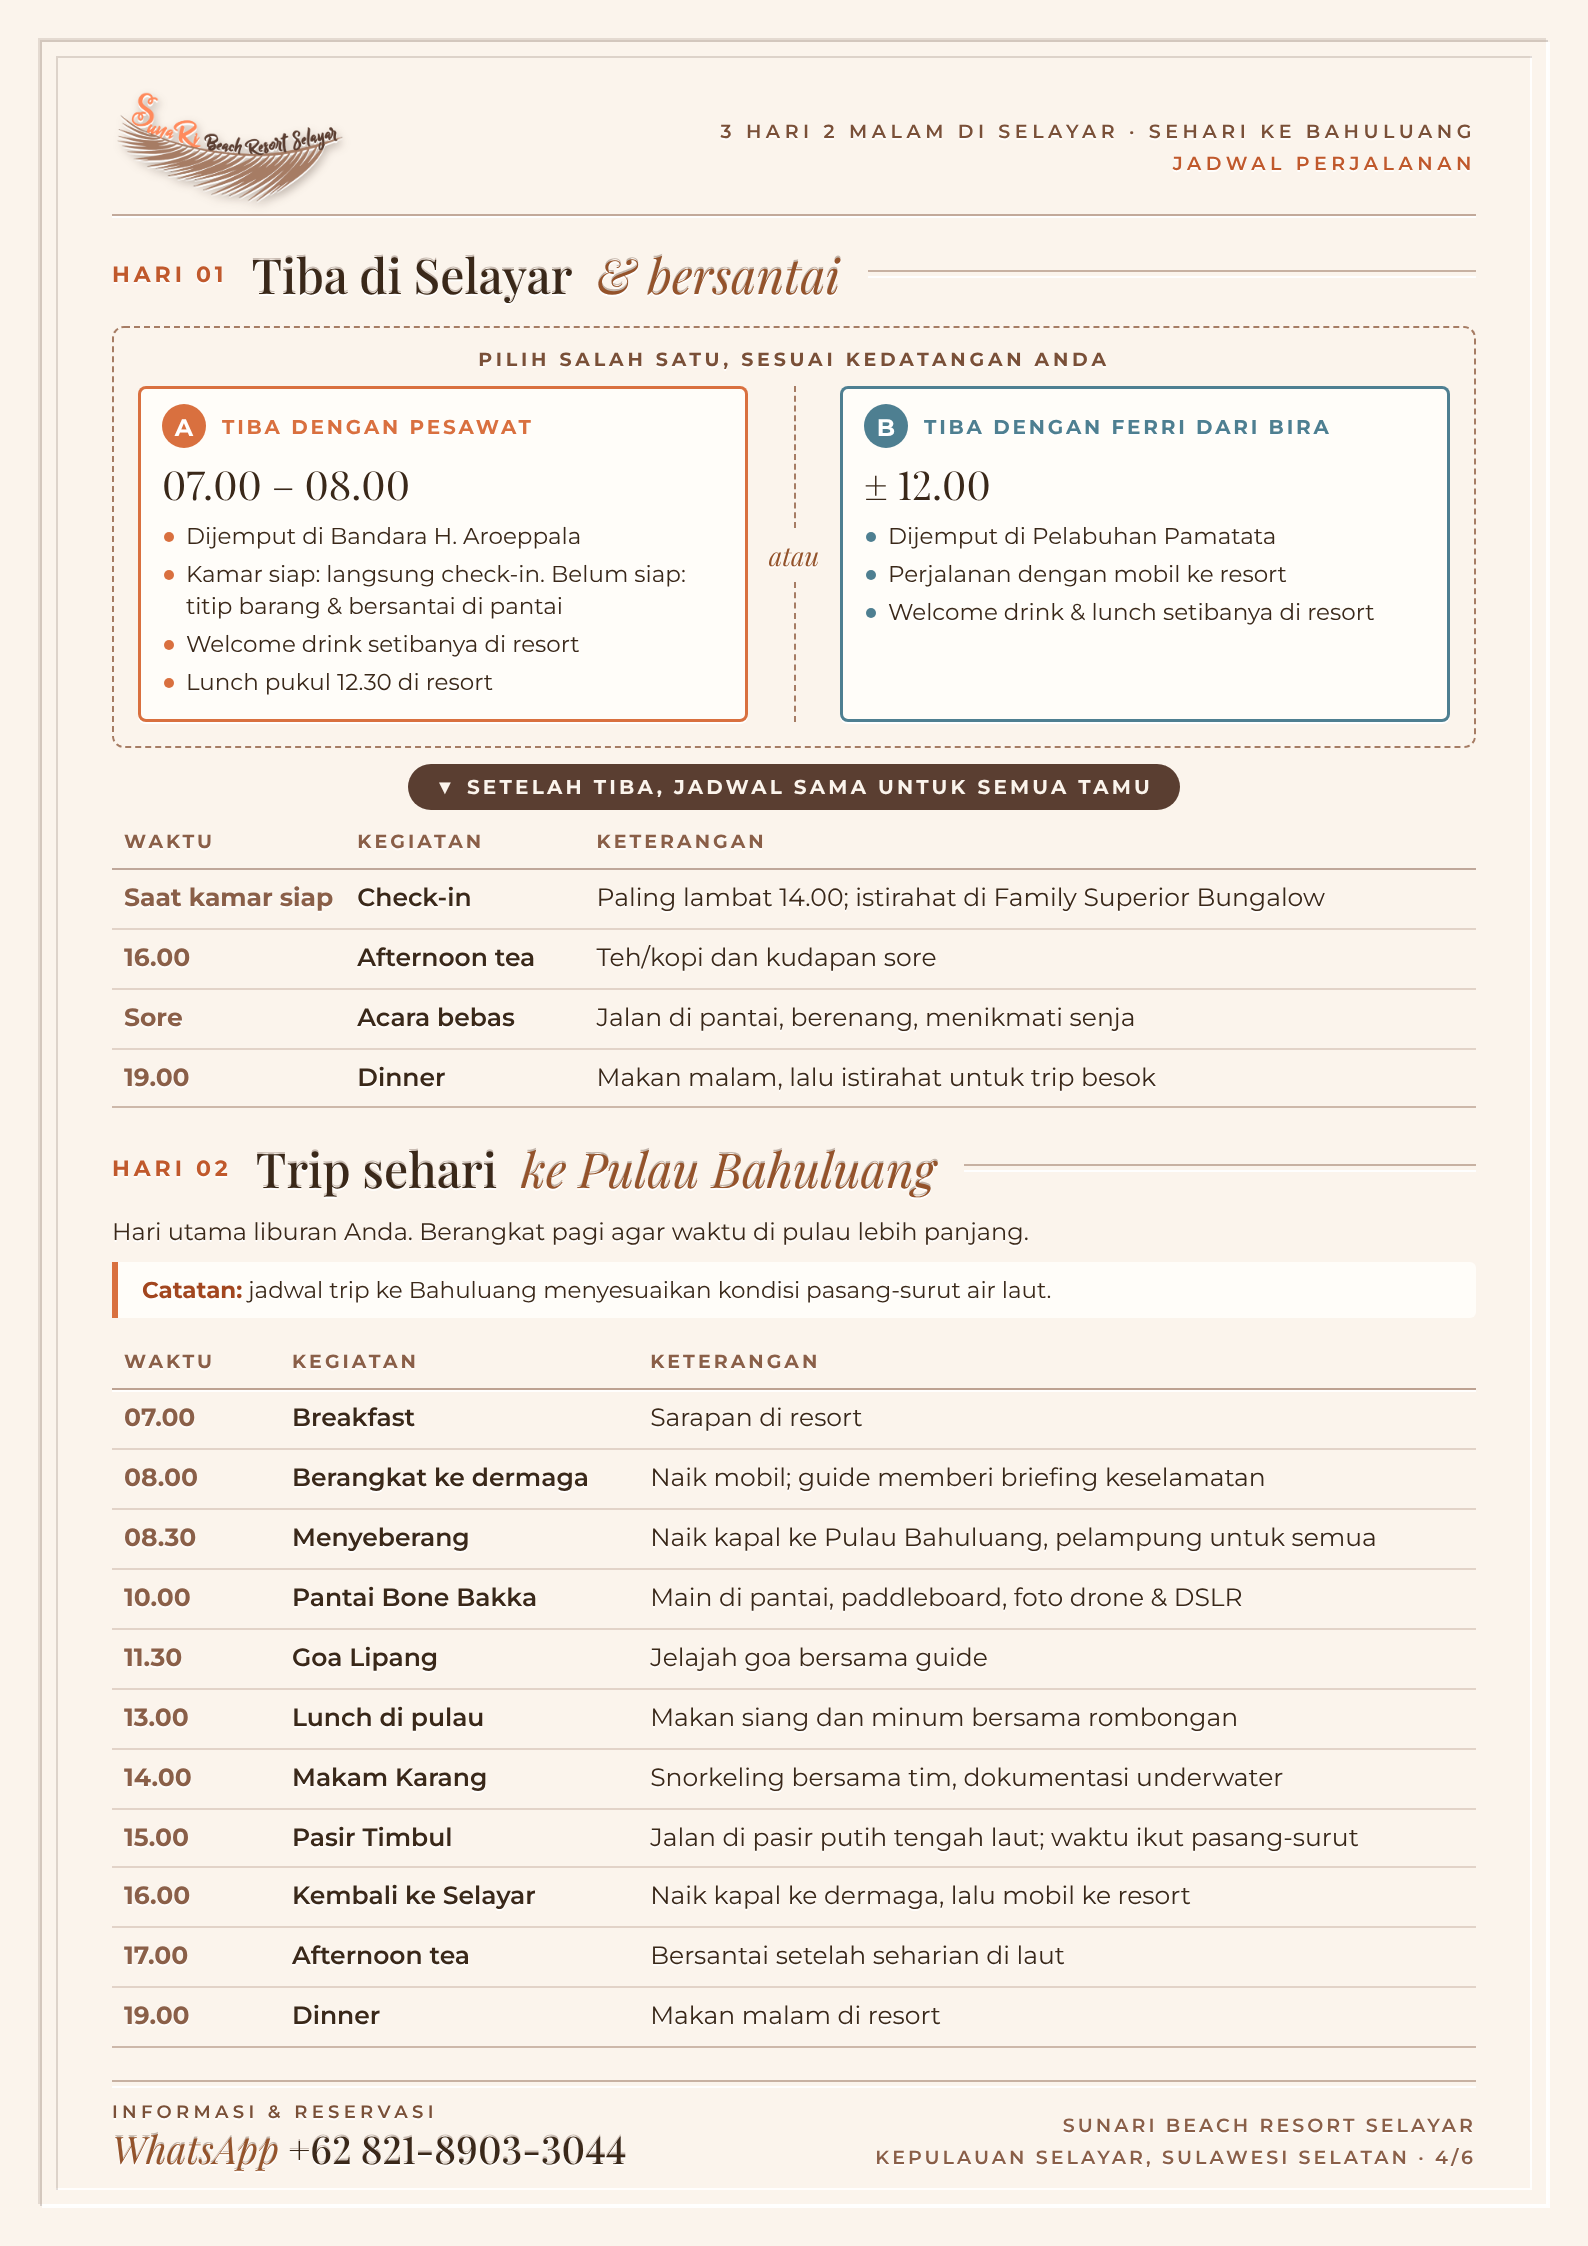 SunaRi Beach Resort Selayar
3 HARI 2 MALAM DI SELAYAR · SEHARI KE BAHULUANG
JADWAL PERJALANAN
HARI 01 Tiba di Selayar & bersantai
PILIH SALAH SATU, SESUAI KEDATANGAN ANDA
A TIBA DENGAN PESAWAT
07.00 – 08.00
● Dijemput di Bandara H. Aroeppala
● Kamar siap: langsung check-in. Belum siap:
titip barang & bersantai di pantai
● Welcome drink setibanya di resort
● Lunch pukul 12.30 di resort
atau
B TIBA DENGAN FERRI DARI BIRA
± 12.00
● Dijemput di Pelabuhan Pamatata
● Perjalanan dengan mobil ke resort
● Welcome drink & lunch setibanya di resort
▼ SETELAH TIBA, JADWAL SAMA UNTUK SEMUA TAMU
WAKTU KEGIATAN KETERANGAN
Saat kamar siap Check-in Paling lambat 14.00; istirahat di Family Superior Bungalow
16.00 Afternoon tea Teh/kopi dan kudapan sore
Sore Acara bebas Jalan di pantai, berenang, menikmati senja
19.00 Dinner Makan malam, lalu istirahat untuk trip besok
HARI 02 Trip sehari ke Pulau Bahuluang
Hari utama liburan Anda. Berangkat pagi agar waktu di pulau lebih panjang.
Catatan: jadwal trip ke Bahuluang menyesuaikan kondisi pasang-surut air laut.
WAKTU KEGIATAN KETERANGAN
07.00 Breakfast Sarapan di resort
08.00 Berangkat ke dermaga Naik mobil; guide memberi briefing keselamatan
08.30 Menyeberang Naik kapal ke Pulau Bahuluang, pelampung untuk semua
10.00 Pantai Bone Bakka Main di pantai, paddleboard, foto drone & DSLR
11.30 Goa Lipang Jelajah goa bersama guide
13.00 Lunch di pulau Makan siang dan minum bersama rombongan
14.00 Makam Karang Snorkeling bersama tim, dokumentasi underwater
15.00 Pasir Timbul Jalan di pasir putih tengah laut; waktu ikut pasang-surut
16.00 Kembali ke Selayar Naik kapal ke dermaga, lalu mobil ke resort
17.00 Afternoon tea Bersantai setelah seharian di laut
19.00 Dinner Makan malam di resort
INFORMASI & RESERVASI
WhatsApp +62 821-8903-3044
SUNARI BEACH RESORT SELAYAR
KEPULAUAN SELAYAR, SULAWESI SELATAN · 4/6